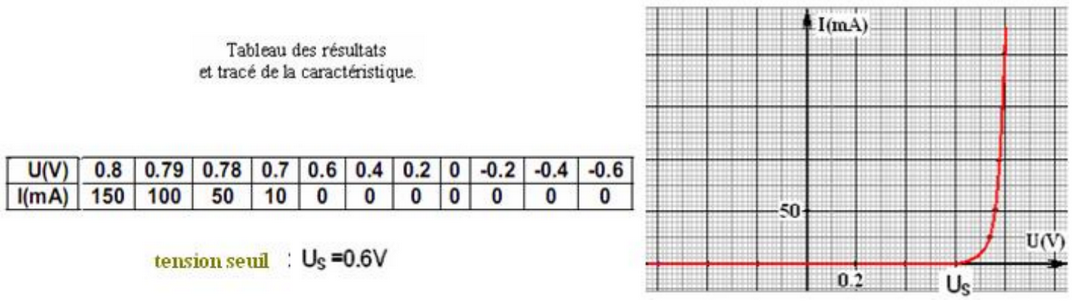 Tableau des résultats
et tracé de la caractéristique.
U(V) 0.8 0.79 0.78 0.7 0.6 0.4 0.2 0 -0.2 -0.4 -0.6
I(mA) 150 100 50 10 0 0 0 0 0 0 0
tension seuil : US =0.6V
I(mA)
50
U(V)
0.2
US